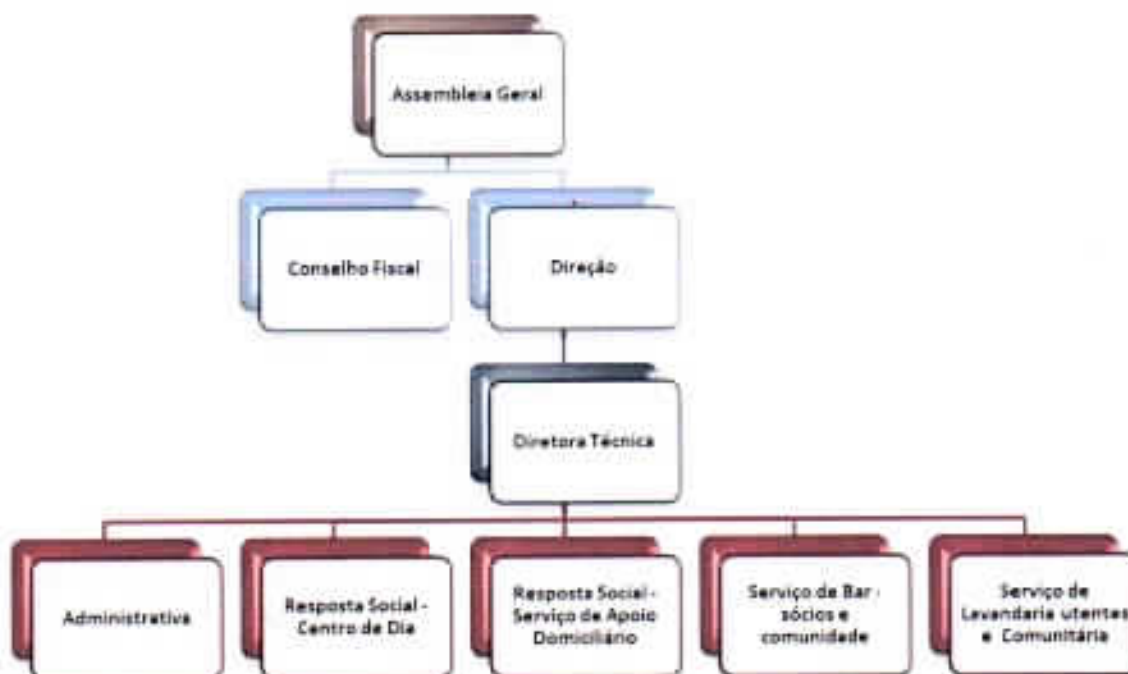 Assembleia Geral
Conselho Fiscal
Direção
Diretora Técnica
Administrativa
Resposta Social -
Centro de Dia
Resposta Social -
Serviço de Apoio
Domiciliário
Serviço de Bar -
sócios e
comunidade
Serviço de
Lavandaria utentes
e Comunitária